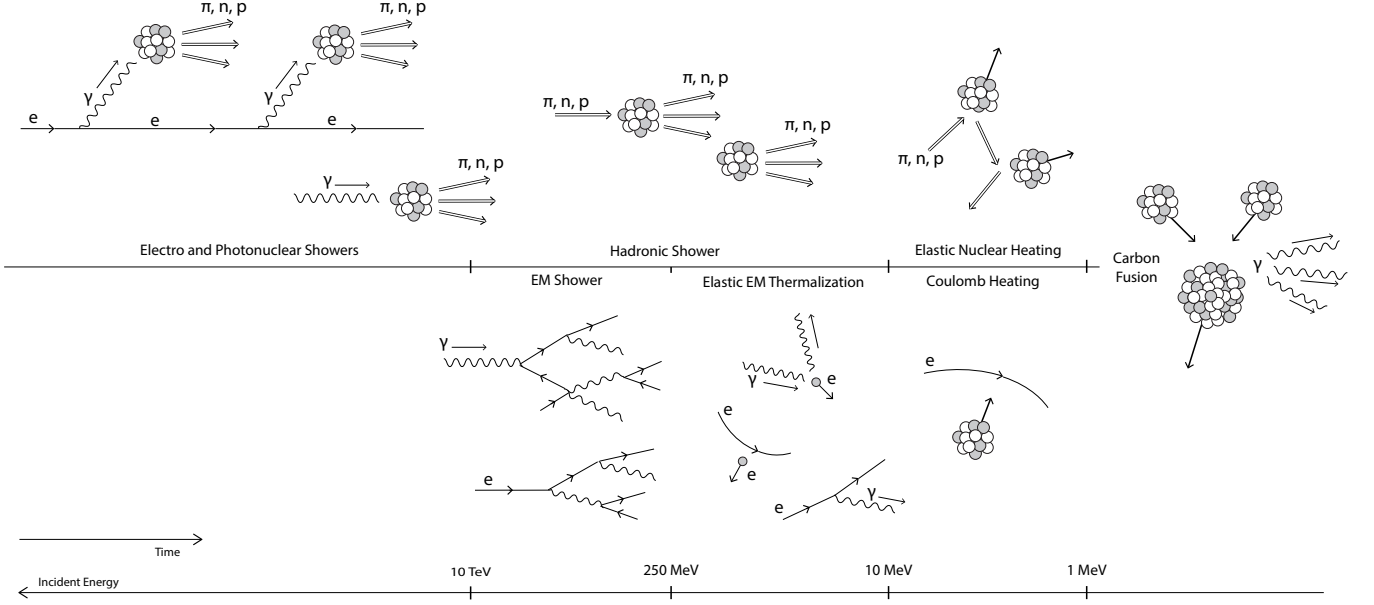 π, n, p
π, n, p
γ
γ
e
e
e
π, n, p
π, n, p
π, n, p
π, n, p
γ
π, n, p
Electro and Photonuclear Showers
Hadronic Shower
Elastic Nuclear Heating
Carbon
Fusion
γ
EM Shower
Elastic EM Thermalization
Coulomb Heating
γ
γ
e
e
e
e
e
γ
e
Time
Incident Energy
10 TeV
250 MeV
10 MeV
1 MeV